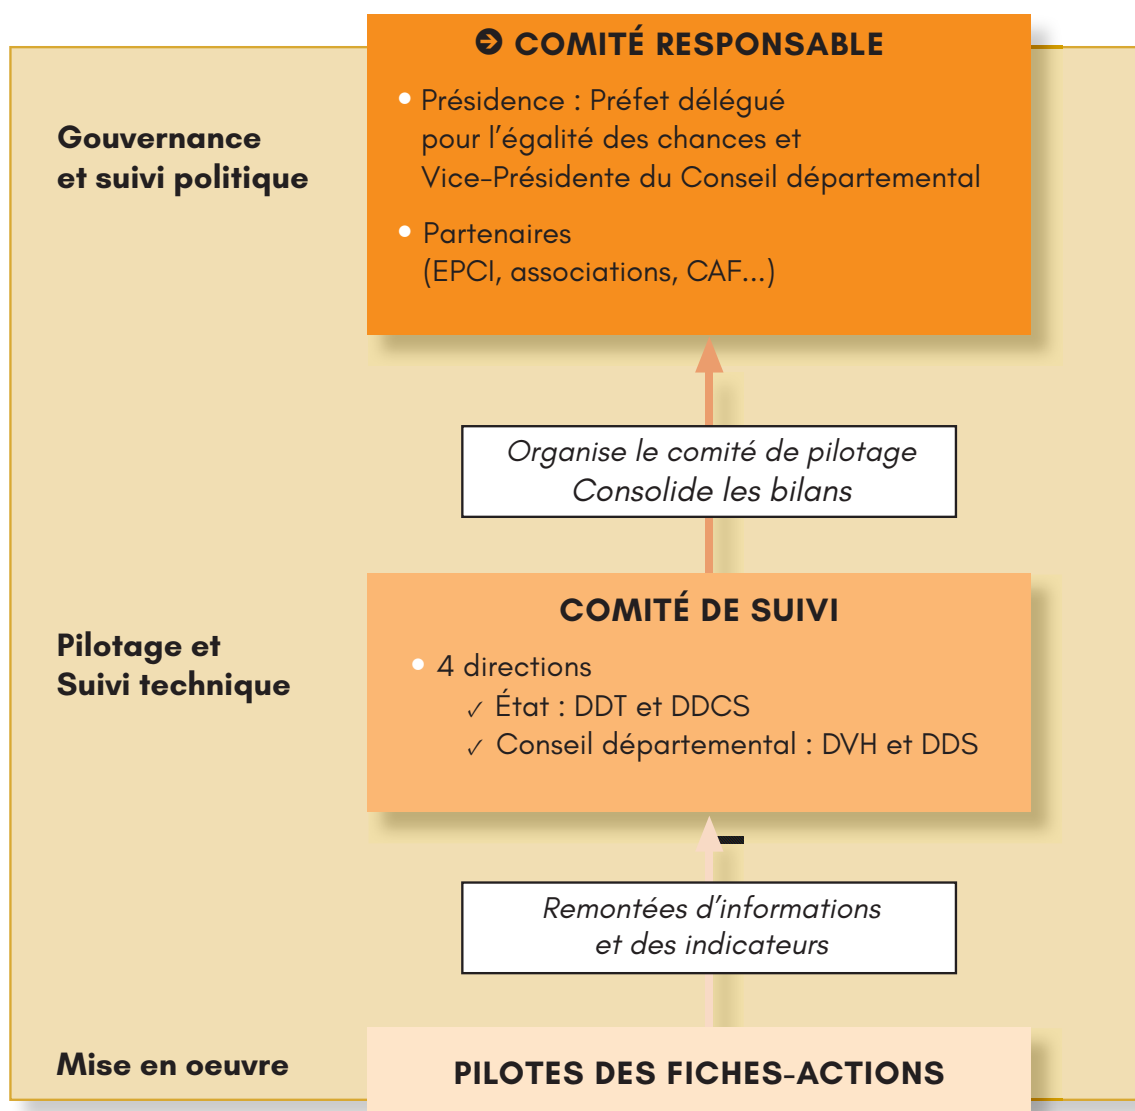 COMITÉ RESPONSABLE
Gouvernance
et suivi politique
• Présidence : Préfet délégué
pour l’égalité des chances et
Vice-Présidente du Conseil départemental
• Partenaires
(EPCI, associations, CAF...)
Organise le comité de pilotage
Consolide les bilans
COMITÉ DE SUIVI
Pilotage et
Suivi technique
• 4 directions
✓ État : DDT et DDCS
✓ Conseil départemental : DVH et DDS
Remontées d’informations
et des indicateurs
Mise en oeuvre
PILOTES DES FICHES-ACTIONS